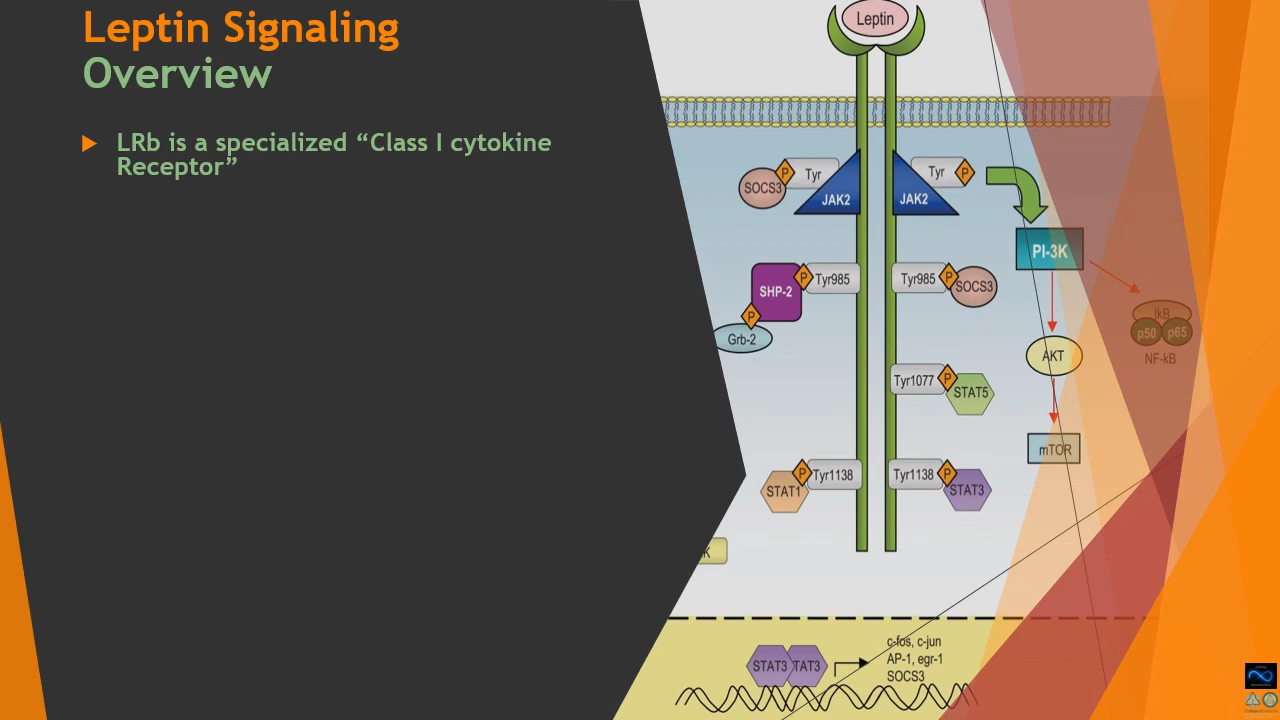 Leptin Signaling
Overview
LRb is a specialized “Class I cytokine
Receptor”
Leptin
P Tyr
SOCS3
JAK2
Tyr P
JAK2
PI-3K
SHP-2
P Tyr985
P
Grb-2
Tyr985 P
SOCS3
IkB
p50 p65
NF-kB
AKT
Tyr1077 P
STAT5
mTOR
P Tyr1138
STAT1
Tyr1138 P
STAT3
K
STAT3 TAT3
c-fos, c-jun
AP-1, egr-1
SOCS3